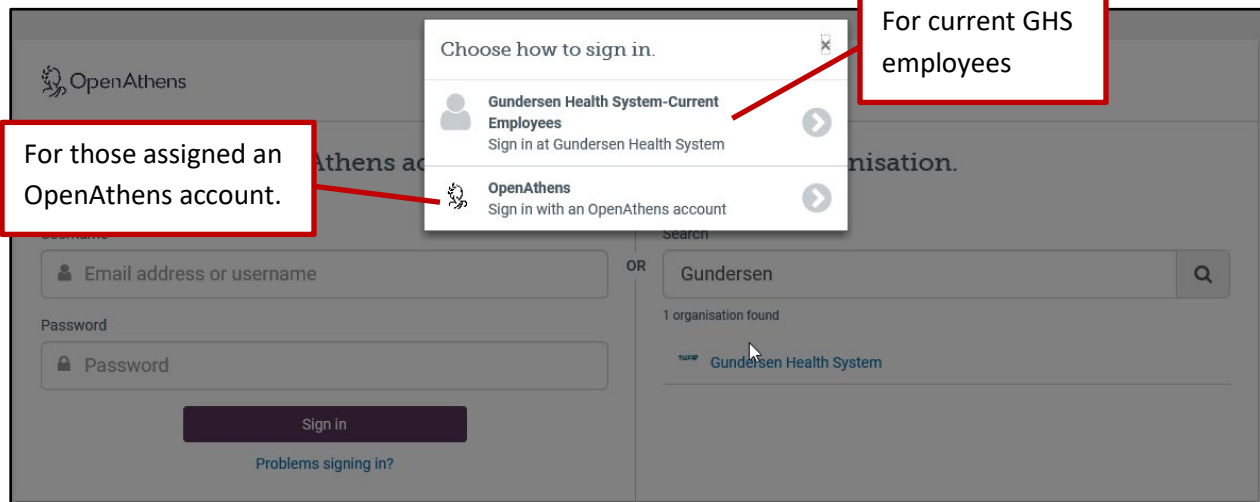 For current GHS
employees
Choose how to sign in.
OpenAthens
Gundersen Health System-Current
Employees
Sign in at Gundersen Health System
For those assigned an
OpenAthens account.
Athens ac
nisation.
OpenAthens
Sign in with an OpenAthens account
Search
Email address or username
OR
Gundersen
Password
1 organisation found
Password
Gundersen Health System
Sign in
Problems signing in?